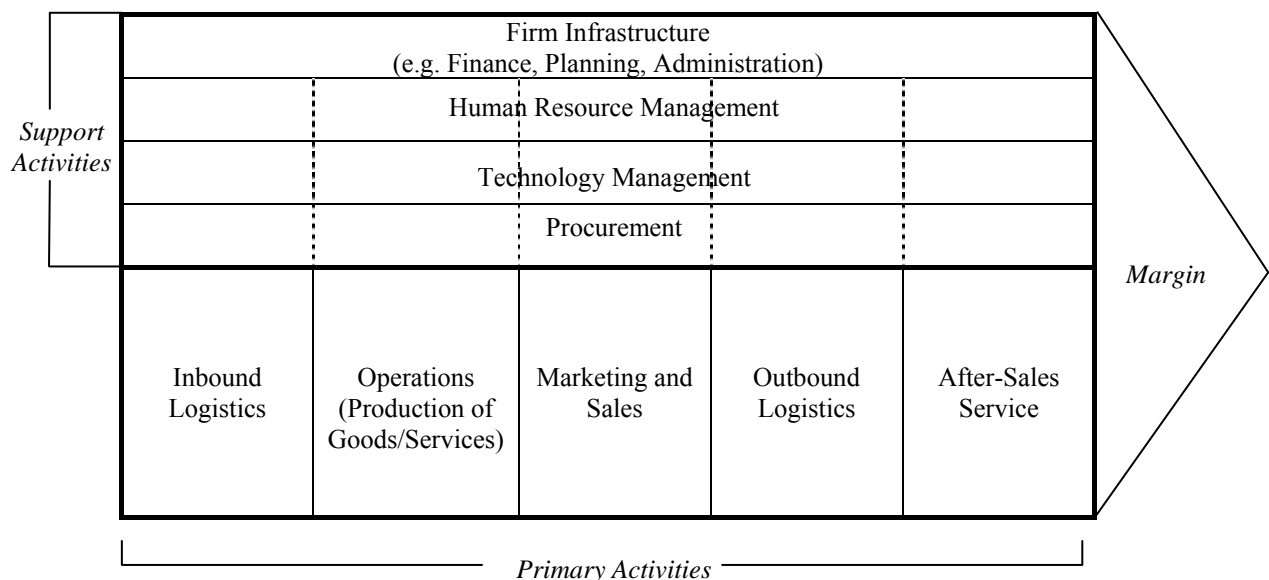 Firm Infrastructure
(e.g. Finance, Planning, Administration)
Human Resource Management
Support
Activities
Technology Management
Procurement
Margin
Inbound
Logistics
Operations
(Production of
Goods/Services)
Marketing and
Sales
Outbound
Logistics
After-Sales
Service
Primary Activities